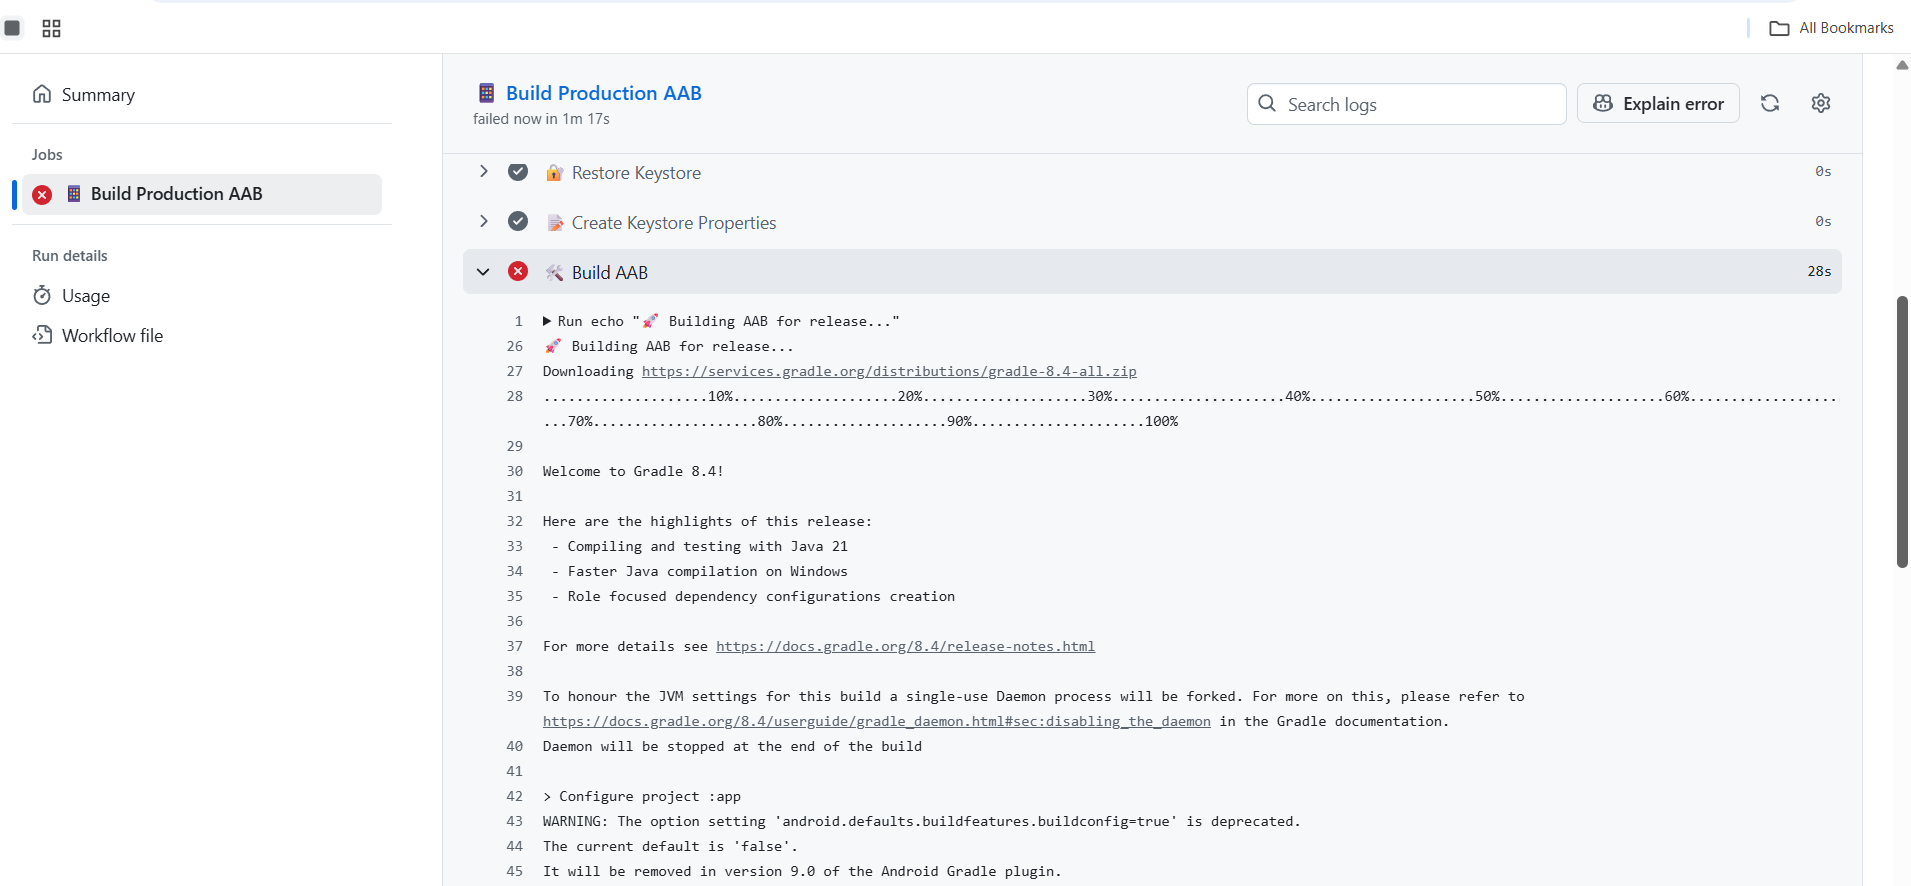 All Bookmarks
Summary
Jobs
Build Production AAB
Run details
Usage
Workflow file
Build Production AAB
failed now in 1m 17s
Search logs
Explain error
Restore Keystore 0s
Create Keystore Properties 0s
Build AAB 28s
1 Run echo "🚀 Building AAB for release..."
26 🚀 Building AAB for release...
27 Downloading https://services.gradle.org/distributions/gradle-8.4-all.zip
28 ....................10%....................20%....................30%.....................40%....................50%....................60%..................
...70%....................80%....................90%.....................100%
29
30 Welcome to Gradle 8.4!
31
32 Here are the highlights of this release:
33 - Compiling and testing with Java 21
34 - Faster Java compilation on Windows
35 - Role focused dependency configurations creation
36
37 For more details see https://docs.gradle.org/8.4/release-notes.html
38
39 To honour the JVM settings for this build a single-use Daemon process will be forked. For more on this, please refer to
https://docs.gradle.org/8.4/userguide/gradle_daemon.html#sec:disabling_the_daemon in the Gradle documentation.
40 Daemon will be stopped at the end of the build
41
42 > Configure project :app
43 WARNING: The option setting 'android.defaults.buildfeatures.buildconfig=true' is deprecated.
44 The current default is 'false'.
45 It will be removed in version 9.0 of the Android Gradle plugin.